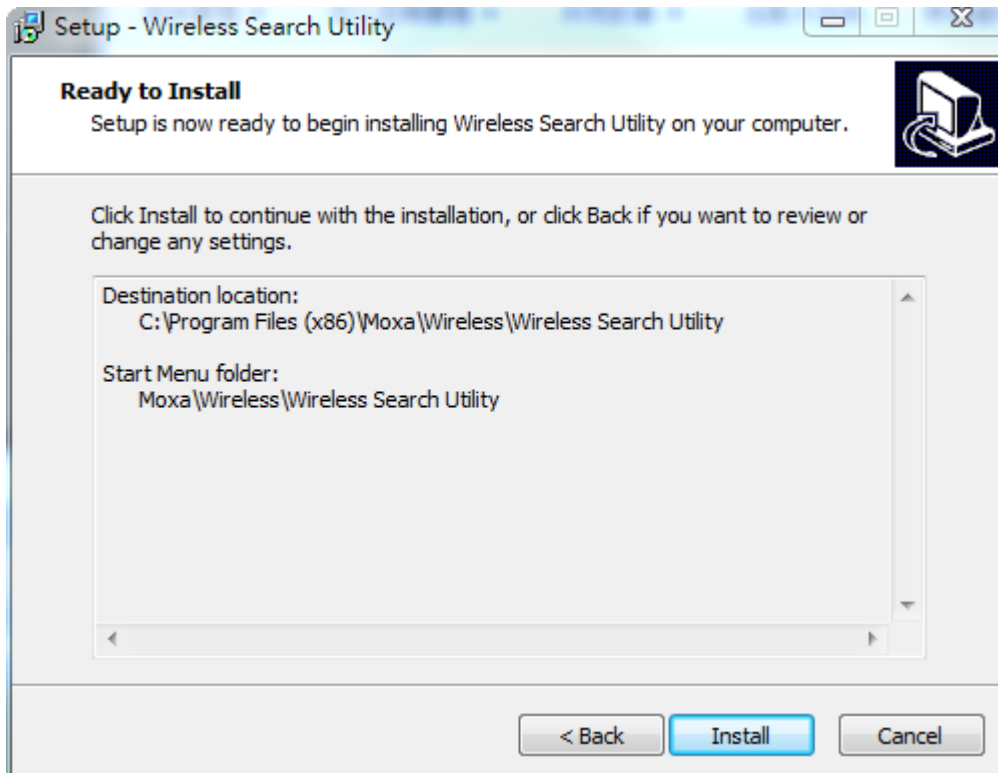 Setup - Wireless Search Utility
Ready to Install
Setup is now ready to begin installing Wireless Search Utility on your computer.
Click Install to continue with the installation, or click Back if you want to review or
change any settings.
Destination location:
C:\Program Files (x86)\Moxa\Wireless\Wireless Search Utility
Start Menu folder:
Moxa\Wireless\Wireless Search Utility
< Back
Install
Cancel